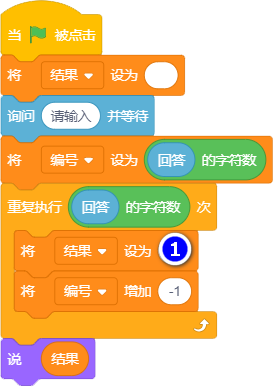 当 被点击
将 结果 设为
询问 请输入 并等待
将 编号 设为 回答 的字符数
重复执行 回答 的字符数 次
将 结果 设为 1
将 编号 增加 -1
说 结果